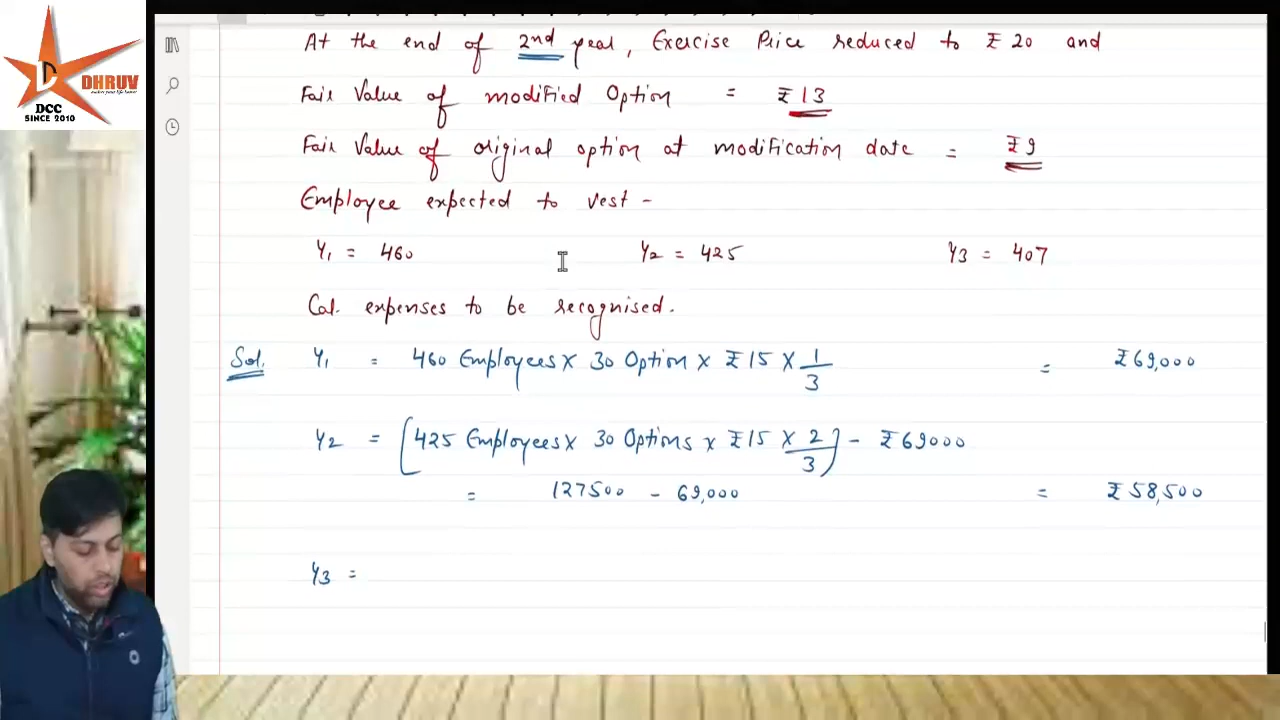 DHRUV
DCC
SINCE 2010
At the end of 2nd year, Exercise Price reduced to ₹ 20 and
Fair Value of modified Option = ₹13
Fair Value of original option at modification date = ₹9
Employee expected to vest -
Y1 = 460 Y2 = 425 Y3 = 407
Cal. expenses to be recognised.
Sol. Y1 = 460 Employees × 30 Option × ₹15 × 1/3 = ₹69,000
Y2 = [425 Employees × 30 Options × ₹15 × 2/3] - ₹69000
= 127500 - 69,000 = ₹58,500
Y3 =